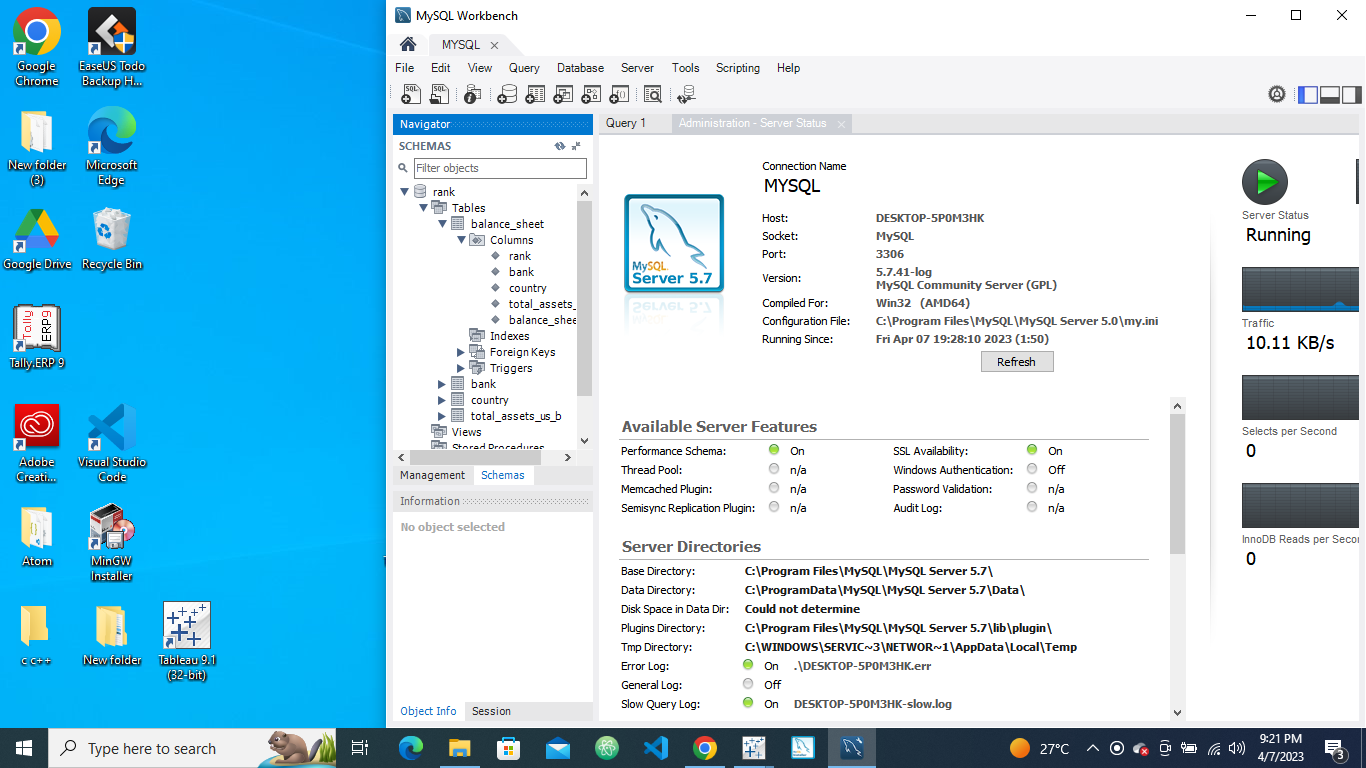 Google
Chrome
EaseUS Todo
Backup H...
New folder
(3)
Microsoft
Edge
Google Drive
Recycle Bin
Tally
ERP9
Tally.ERP 9
Adobe
Creati...
Visual Studio
Code
Atom
MinGW
Installer
c c++
New folder
Tableau 9.1
(32-bit)
MySQL Workbench
MYSQL
File Edit View Query Database Server Tools Scripting Help
SQL SQL
Navigator
SCHEMAS
Filter objects
rank
Tables
balance_sheet
Columns
rank
bank
country
total_assets_
balance_shee
Indexes
Foreign Keys
Triggers
bank
country
total_assets_us_b
Views
Stored Procedures
Management Schemas
Information
No object selected
Object Info Session
Query 1 Administration - Server Status
MySQL
Server 5.7
Connection Name
MYSQL
Host: DESKTOP-5P0M3HK
Socket: MySQL
Port: 3306
Version: 5.7.41-log
MySQL Community Server (GPL)
Compiled For: Win32 (AMD64)
Configuration File: C:\Program Files\MySQL\MySQL Server 5.0\my.ini
Running Since: Fri Apr 07 19:28:10 2023 (1:50)
Refresh
Available Server Features
Performance Schema: On SSL Availability: On
Thread Pool: n/a Windows Authentication: Off
Memcached Plugin: n/a Password Validation: n/a
Semisync Replication Plugin: n/a Audit Log: n/a
Server Directories
Base Directory: C:\Program Files\MySQL\MySQL Server 5.7\
Data Directory: C:\ProgramData\MySQL\MySQL Server 5.7\Data\
Disk Space in Data Dir: Could not determine
Plugins Directory: C:\Program Files\MySQL\MySQL Server 5.7\lib\plugin\
Tmp Directory: C:\WINDOWS\SERVIC~3\NETWOR~1\AppData\Local\Temp
Error Log: On .\DESKTOP-5P0M3HK.err
General Log: Off
Slow Query Log: On DESKTOP-5P0M3HK-slow.log
Server Status
Running
Traffic
10.11 KB/s
Selects per Second
0
InnoDB Reads per Secon
0
Type here to search
27°C
9:21 PM
4/7/2023
3